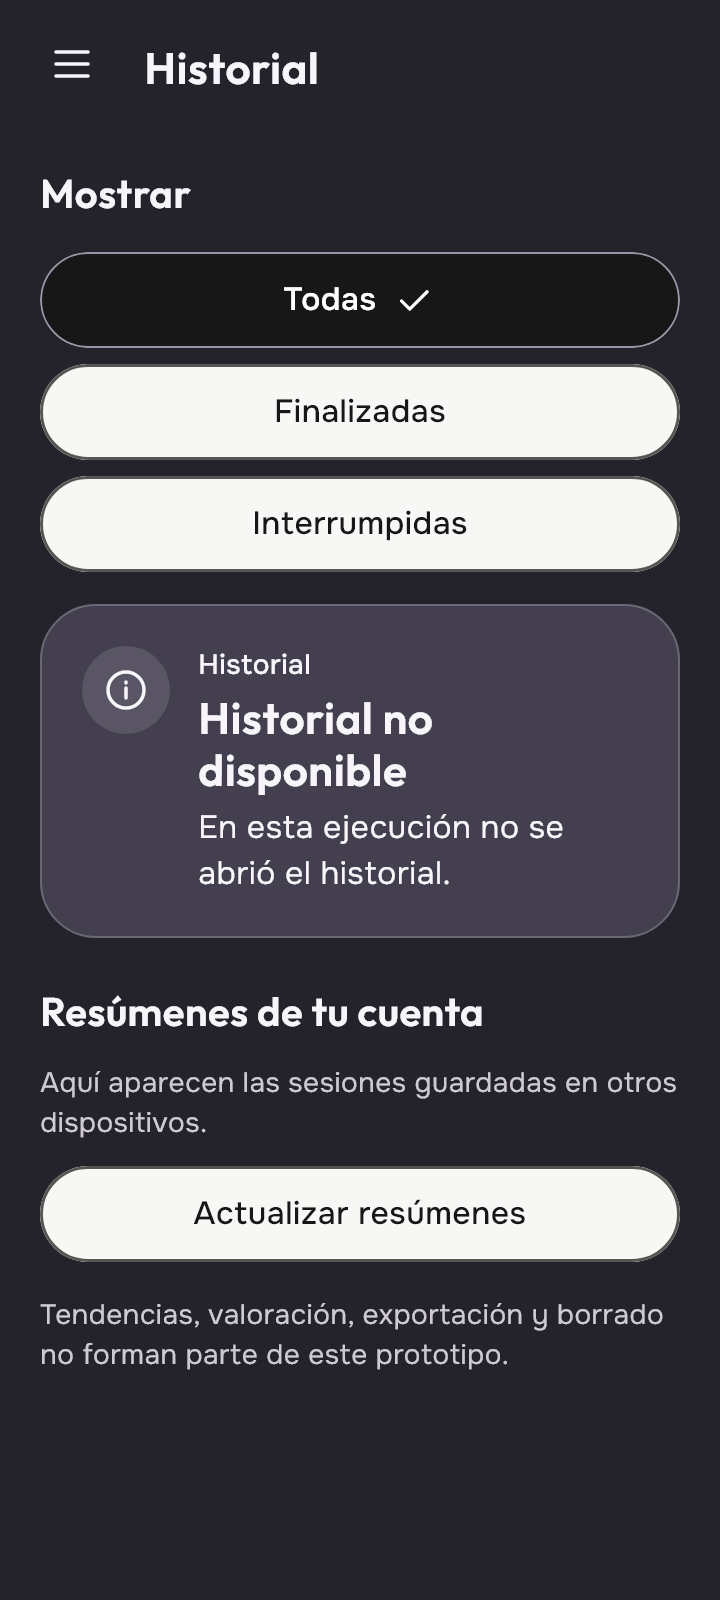 Historial
Mostrar
Todas
Finalizadas
Interrumpidas
Historial
Historial no
disponible
En esta ejecución no se
abrió el historial.
Resúmenes de tu cuenta
Aquí aparecen las sesiones guardadas en otros
dispositivos.
Actualizar resúmenes
Tendencias, valoración, exportación y borrado
no forman parte de este prototipo.